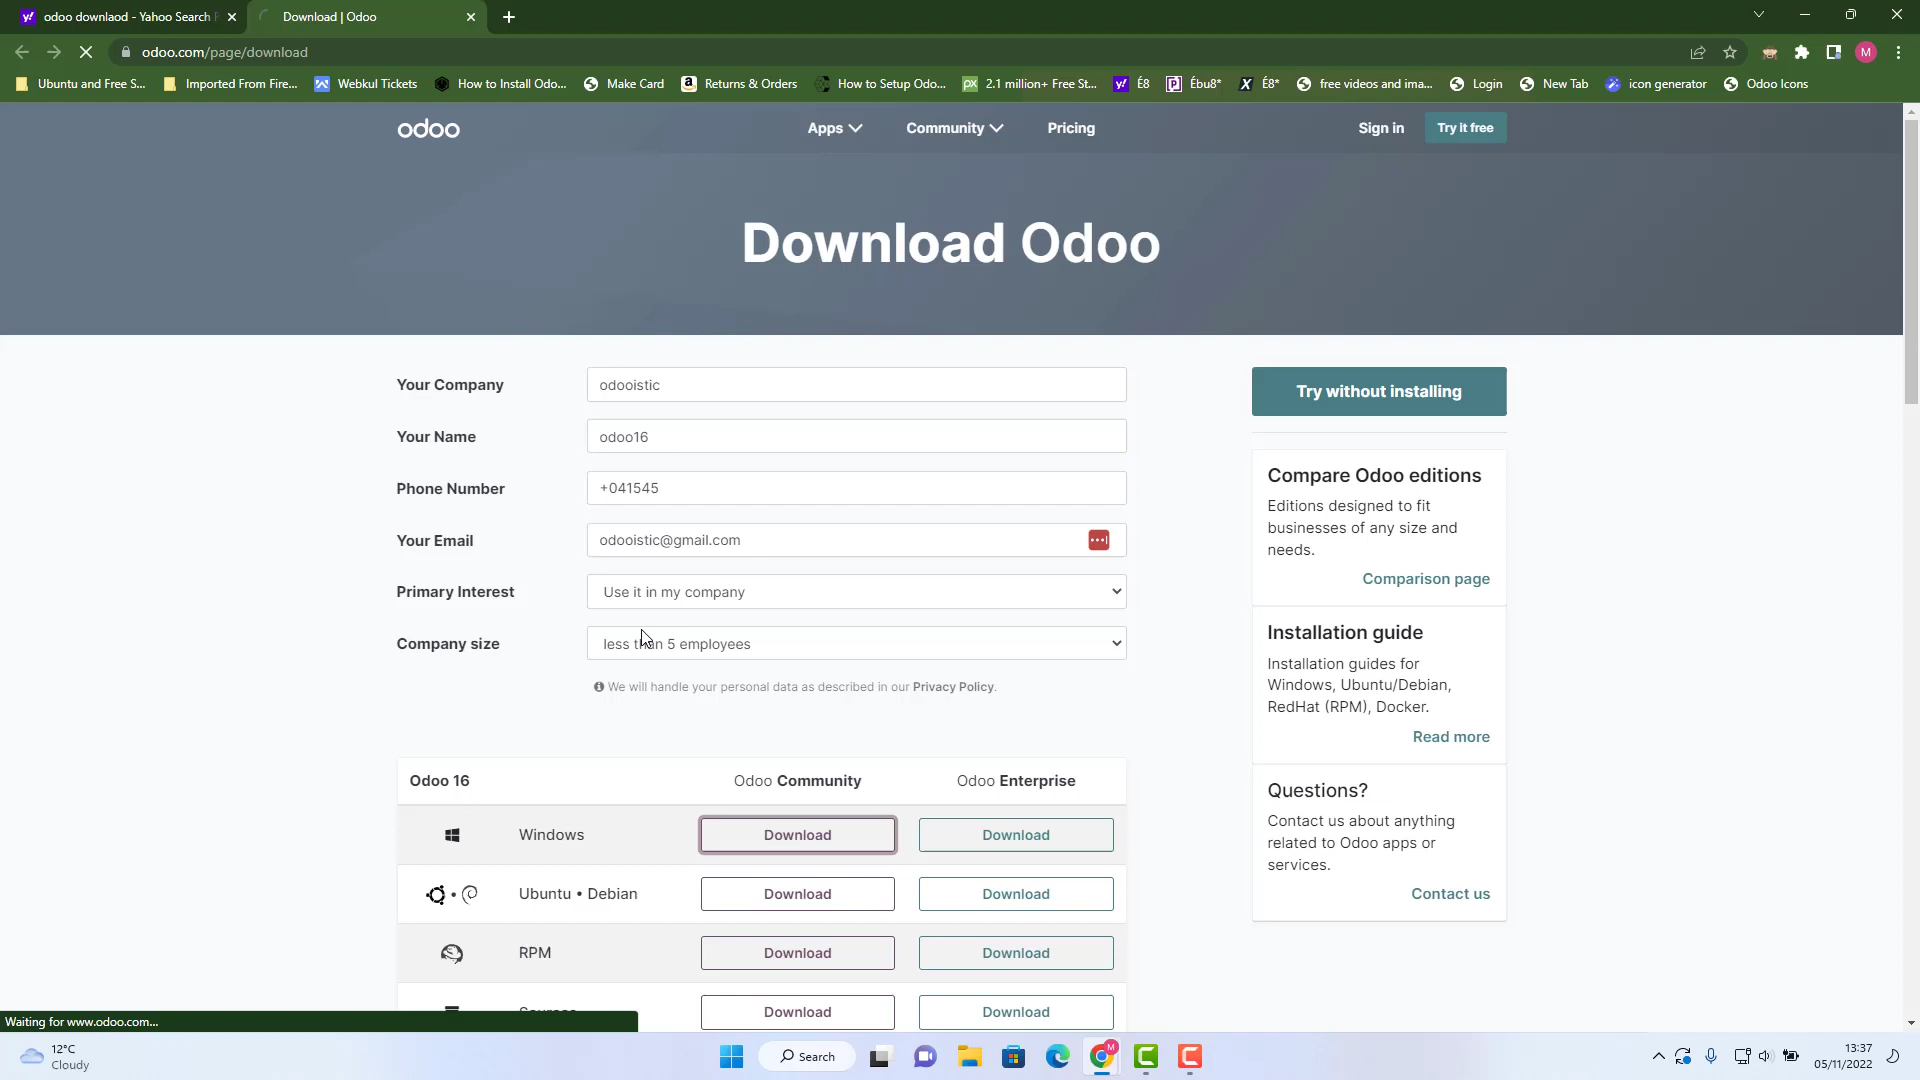 odoo downlaod - Yahoo Search
Download | Odoo
odoo.com/page/download
M
Ubuntu and Free S...
Imported From Fire...
Webkul Tickets
How to Install Odo...
Make Card
Returns & Orders
How to Setup Odo...
2.1 million+ Free St...
É8
Ébu8*
É8*
free videos and ima...
Login
New Tab
icon generator
Odoo Icons
odoo
Apps
Community
Pricing
Sign in
Try it free
Download Odoo
Your Company
odooistic
Your Name
odoo16
Phone Number
+041545
Your Email
odooistic@gmail.com
Primary Interest
Use it in my company
Company size
less than 5 employees
We will handle your personal data as described in our Privacy Policy.
Try without installing
Compare Odoo editions
Editions designed to fit
businesses of any size and
needs.
Comparison page
Installation guide
Installation guides for
Windows, Ubuntu/Debian,
RedHat (RPM), Docker.
Read more
Questions?
Contact us about anything
related to Odoo apps or
services.
Contact us
Odoo 16
Odoo Community
Odoo Enterprise
Windows
Download
Download
Ubuntu • Debian
Download
Download
RPM
Download
Download
Sources
Download
Download
Waiting for www.odoo.com...
12°C
Cloudy
Search
13:37
05/11/2022